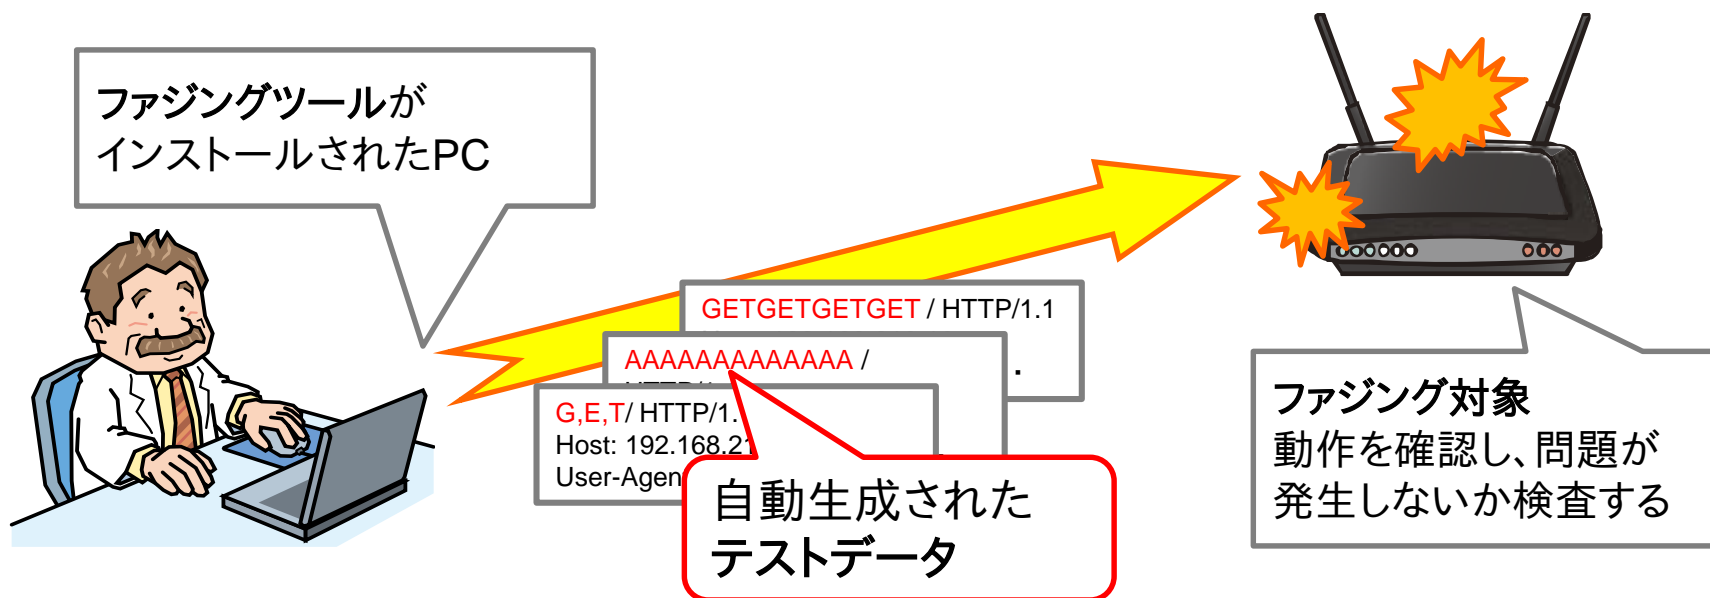 ファジングツールが
インストールされたPC
GETGETGETGET / HTTP/1.1
AAAAAAAAAAAAA /
G,E,T/ HTTP/1.
Host: 192.168.21
User-Agen
自動生成された
テストデータ
ファジング対象
動作を確認し、問題が
発生しないか検査する